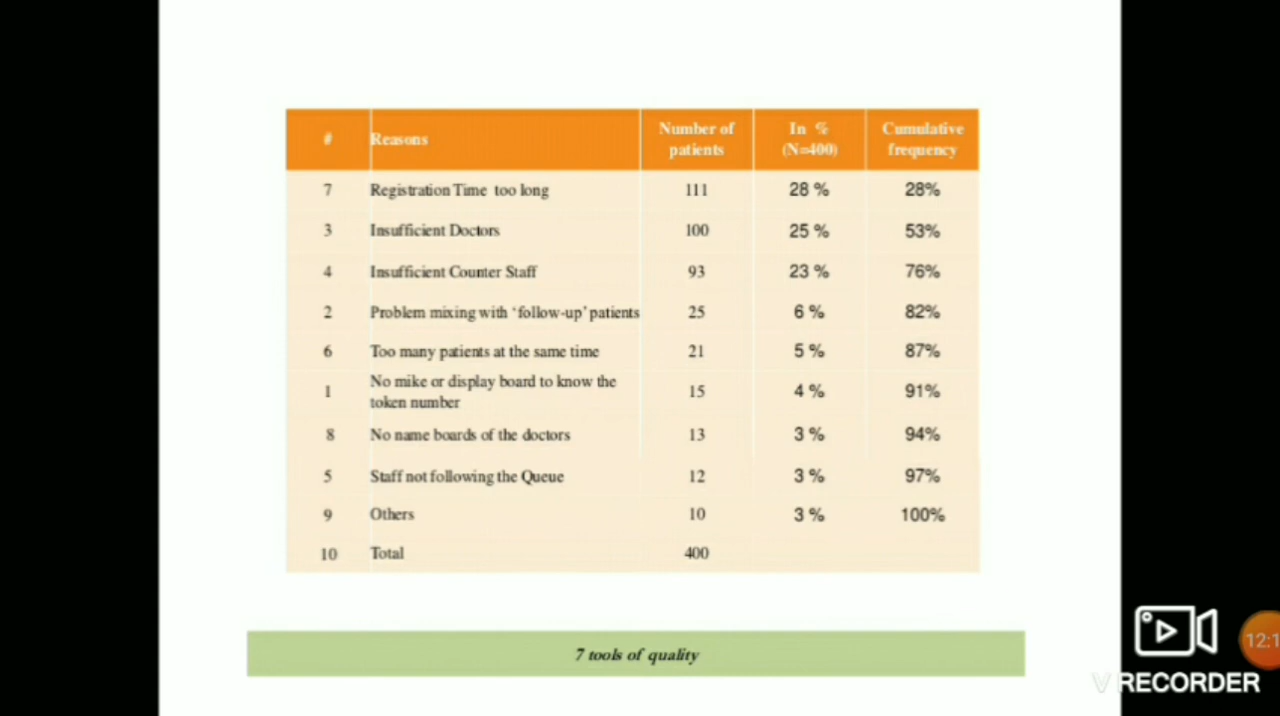 # Reasons Number of patients In % (N=400) Cumulative frequency
7 Registration Time too long 111 28 % 28%
3 Insufficient Doctors 100 25 % 53%
4 Insufficient Counter Staff 93 23 % 76%
2 Problem mixing with ‘follow-up’ patients 25 6 % 82%
6 Too many patients at the same time 21 5 % 87%
1 No mike or display board to know the token number 15 4 % 91%
8 No name boards of the doctors 13 3 % 94%
5 Staff not following the Queue 12 3 % 97%
9 Others 10 3 % 100%
10 Total 400
7 tools of quality
V RECORDER